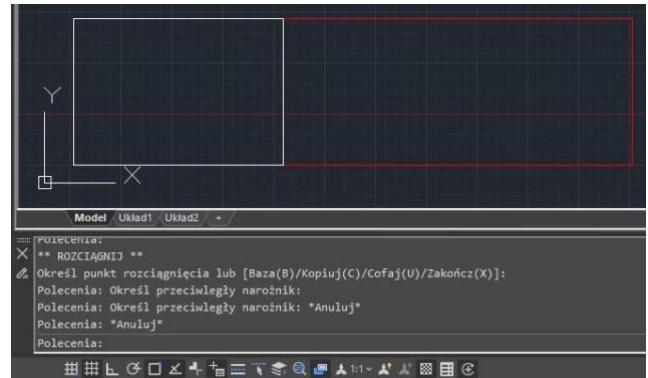 Y
X
Model Układ1 Układ2 +
Polecenia:
** ROZCIĄGNIJ **
Określ punkt rozciągnięcia lub [Baza(B)/Kopiuj(C)/Cofaj(U)/Zakończ(X)]:
Polecenia: Określ przeciwległy narożnik:
Polecenia: Określ przeciwległy narożnik: *Anuluj*
Polecenia: *Anuluj*
Polecenia:
1:1